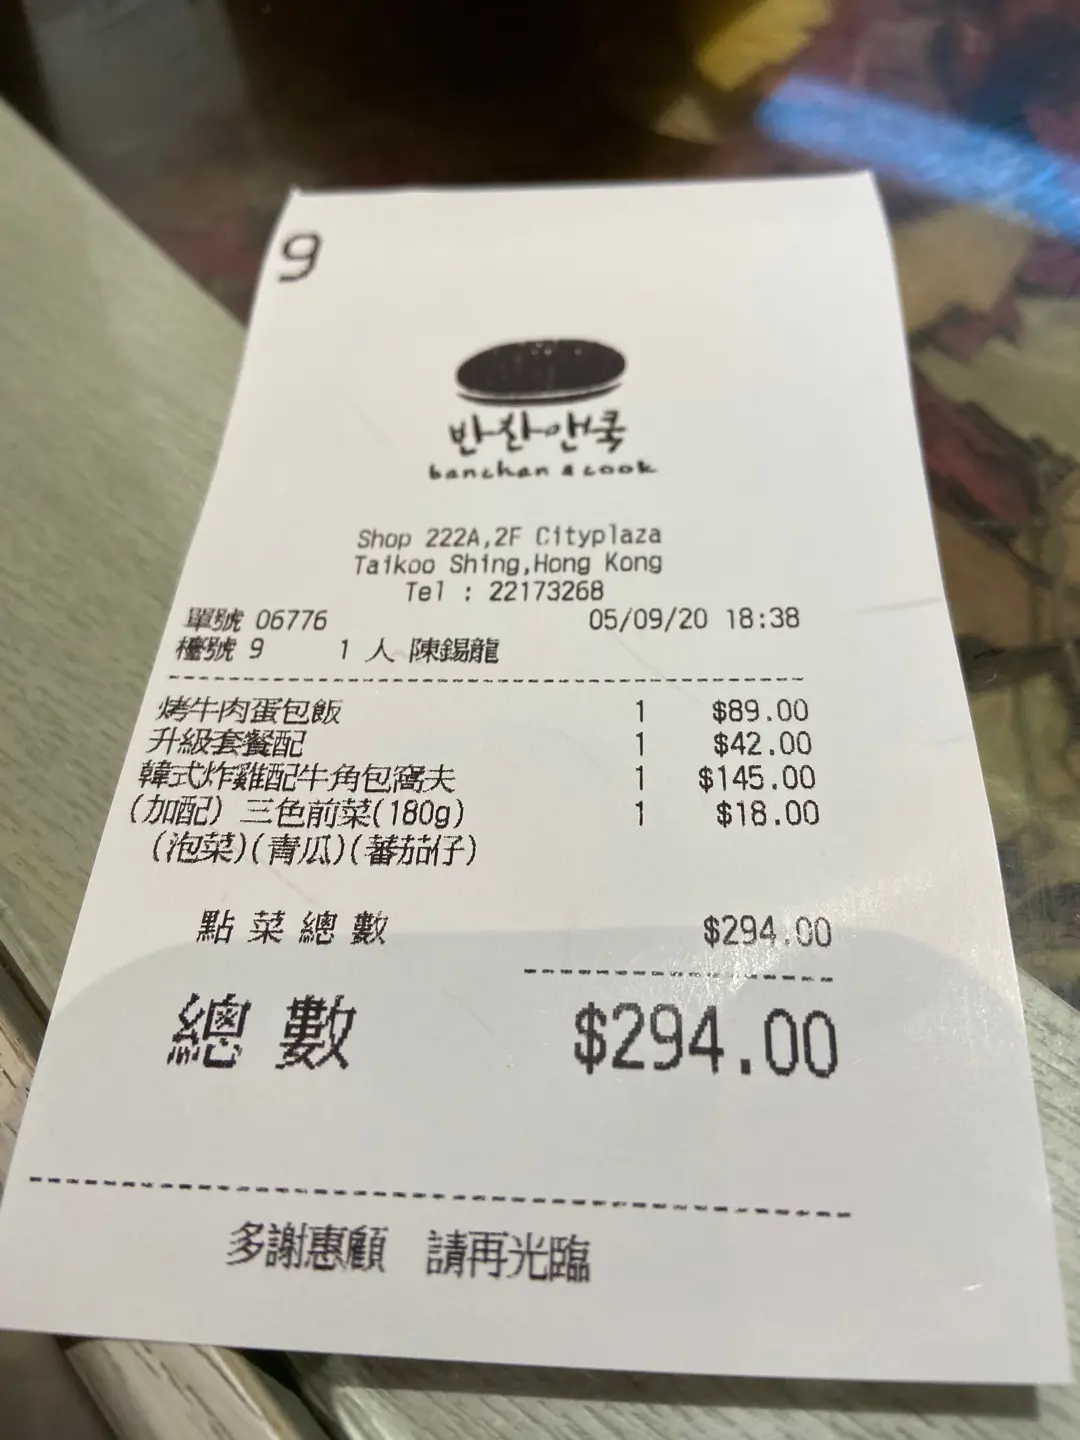 9
반찬앤쿡
banchan & cook
Shop 222A,2F Cityplaza
Taikoo Shing,Hong Kong
Tel : 22173268
單號 06776 05/09/20 18:38
檯號 9 1 人 陳錫龍
烤牛肉蛋包飯 1 $89.00
升級套餐配 1 $42.00
韓式炸雞配牛角包窩夫 1 $145.00
(加配) 三色前菜(180g) 1 $18.00
(泡菜)(青瓜)(蕃茄仔)
點菜總數 $294.00
總數 $294.00
多謝惠顧 請再光臨